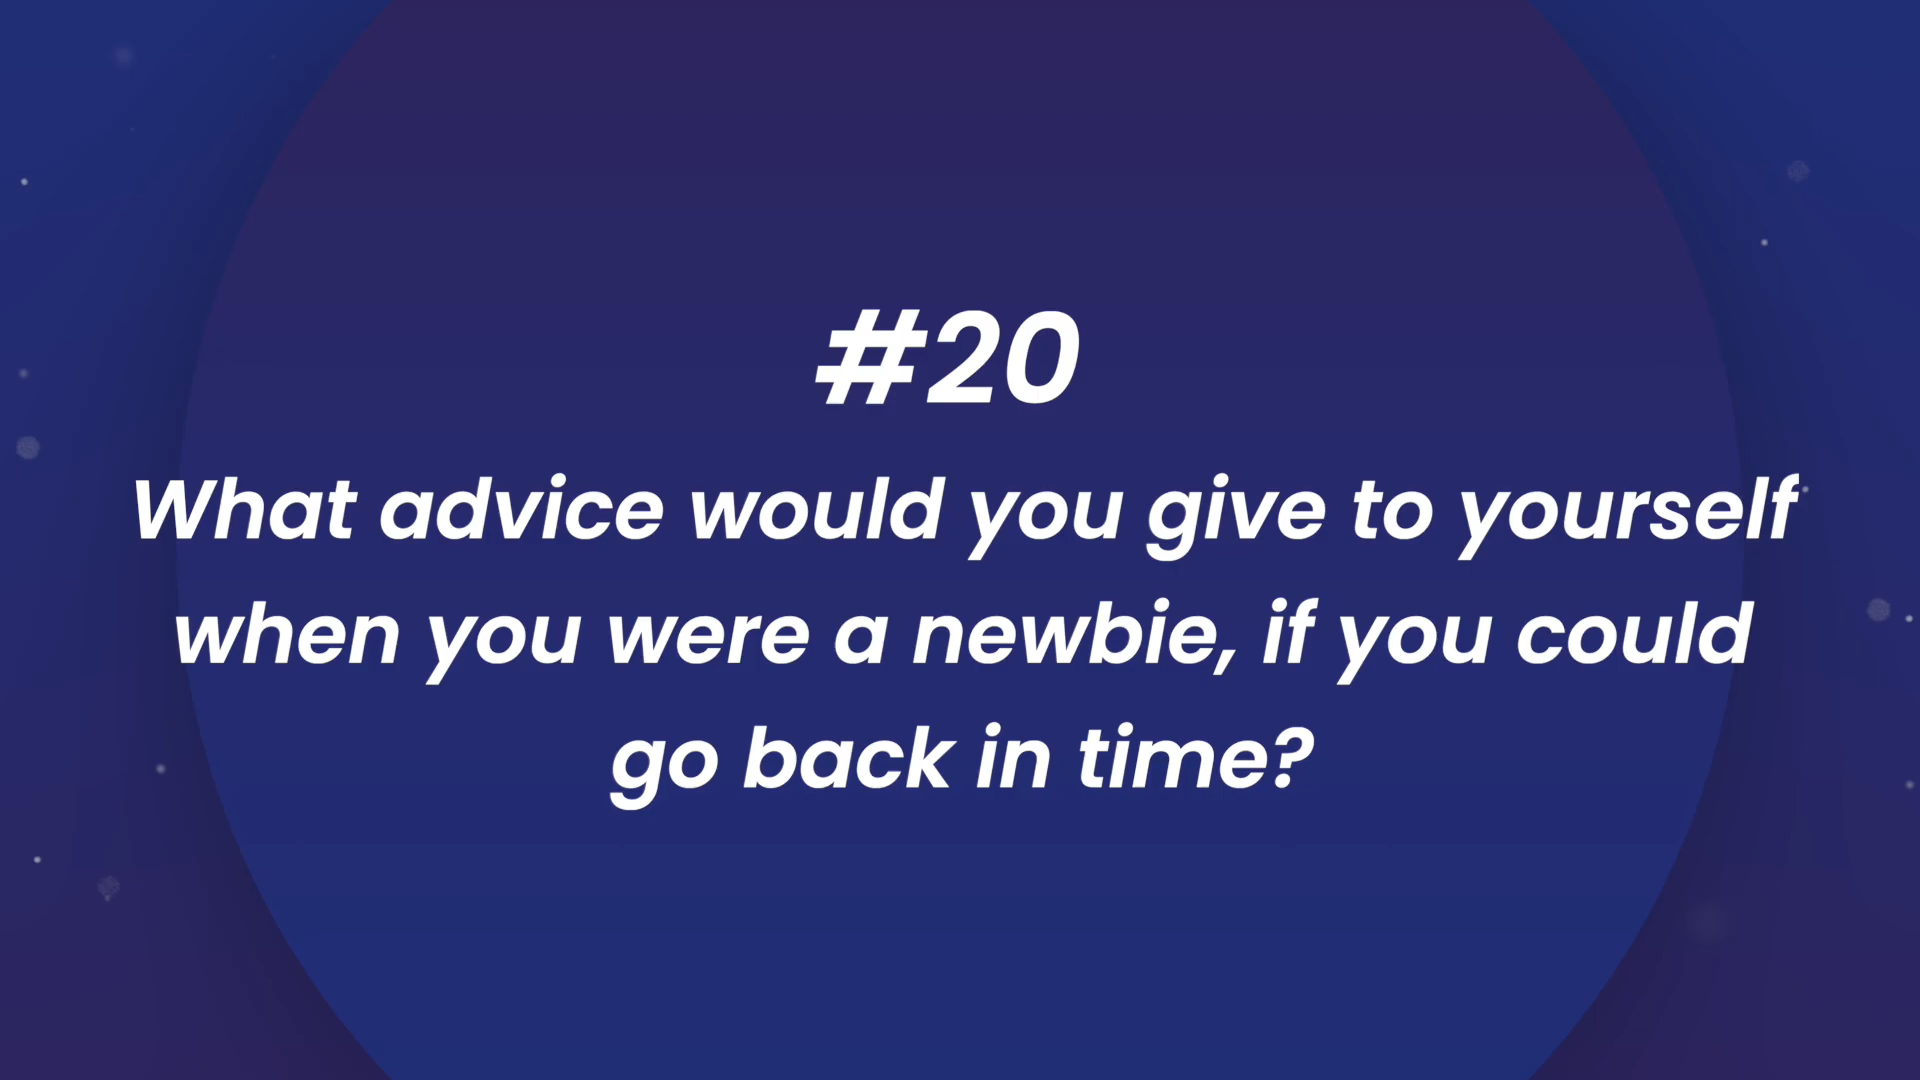 #20
What advice would you give to yourself
when you were a newbie, if you could
go back in time?